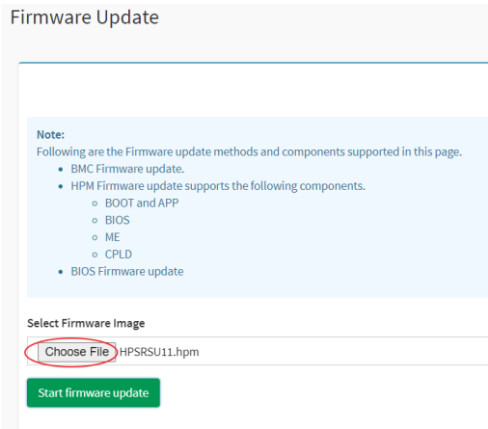 Firmware Update
Note:
Following are the Firmware update methods and components supported in this page.
BMC Firmware update.
HPM Firmware update supports the following components.
BOOT and APP
BIOS
ME
CPLD
BIOS Firmware update
Select Firmware Image
Choose File HPSRSU11.hpm
Start firmware update